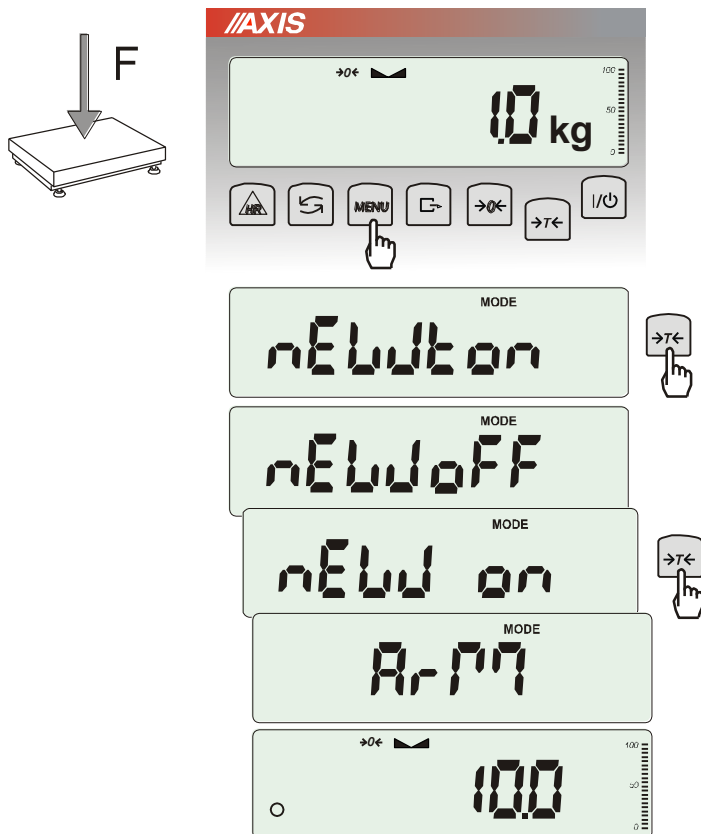 //AXIS
F
→0← 100
1.0 kg 50
0
HR MENU →0← →T← I/⏻
MODE
nEWton →T←
MODE
nEWoFF
MODE
nEW on →T←
MODE
ArM
→0← 100
10.0 50
0